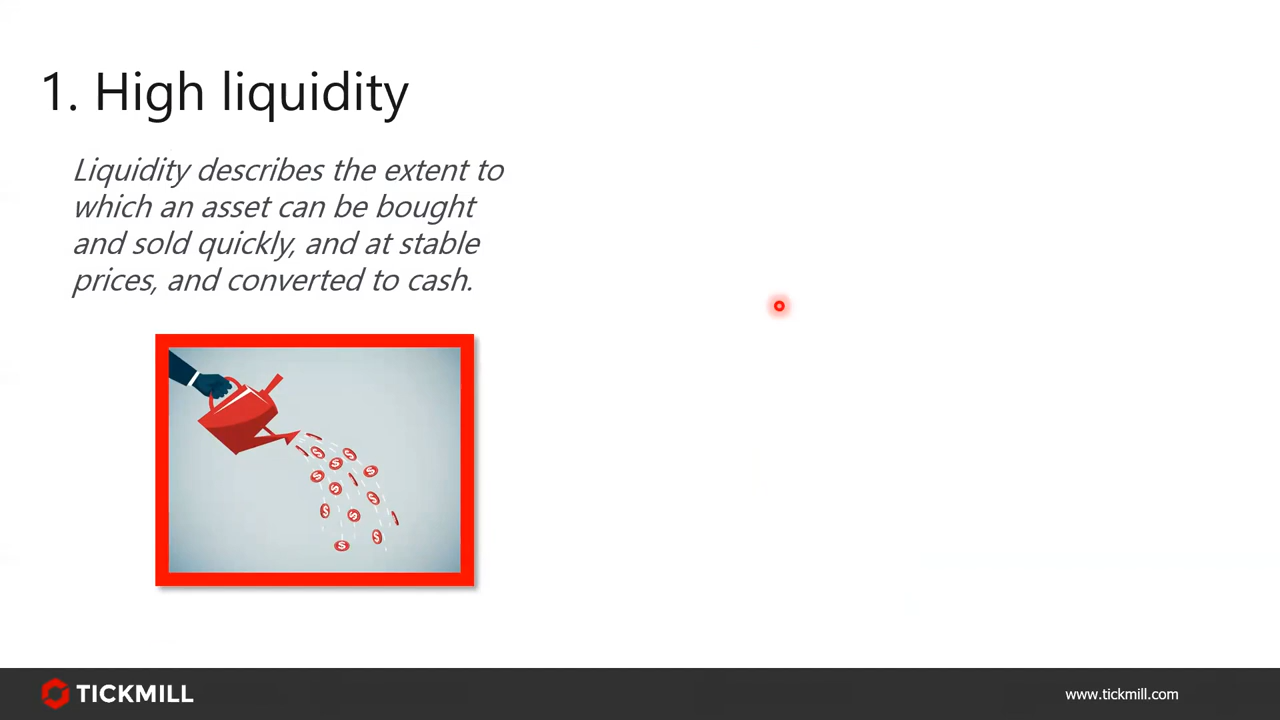 1. High liquidity
Liquidity describes the extent to
which an asset can be bought
and sold quickly, and at stable
prices, and converted to cash.
TICKMILL
www.tickmill.com